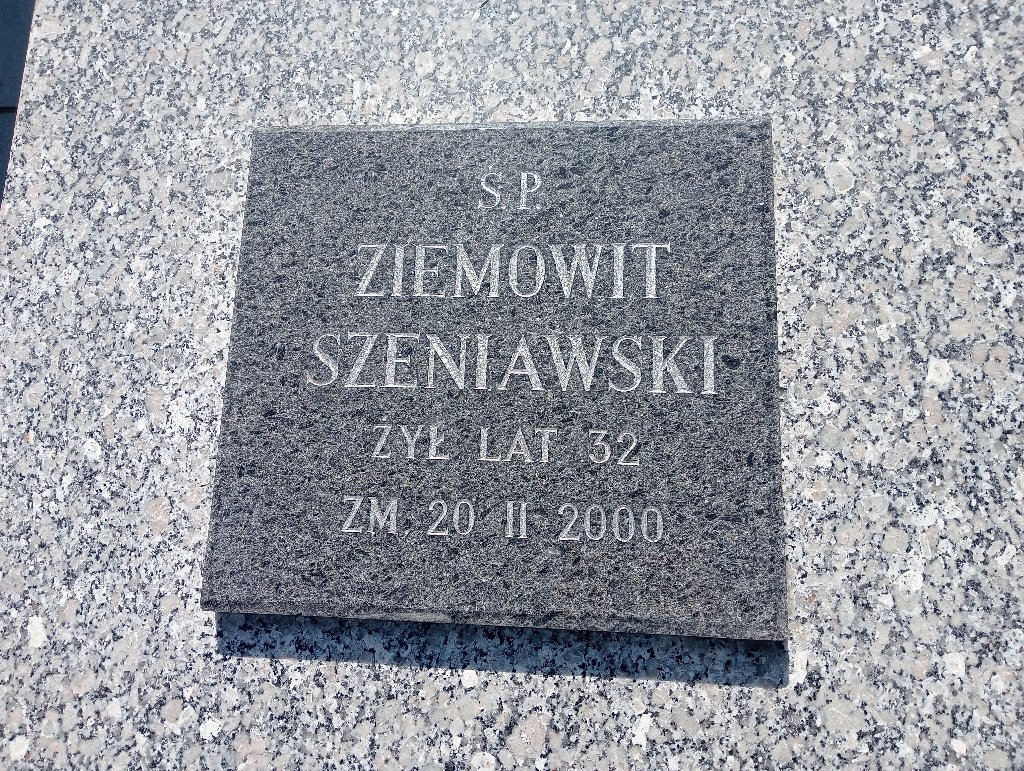 S.P.
ZIEMOWIT
SZENIAWSKI
ŻYŁ LAT 32
ZM. 20 II 2000